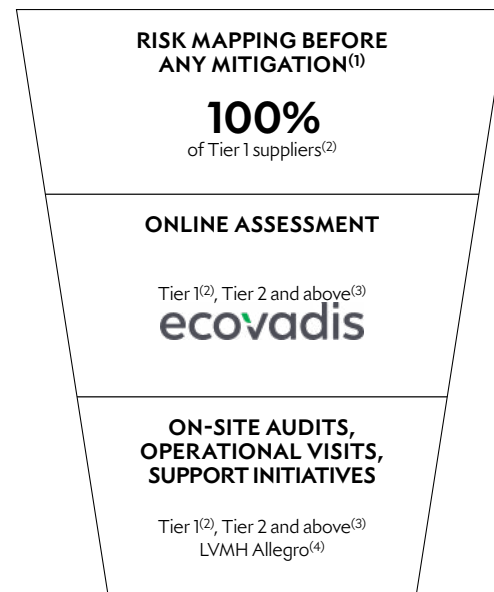 RISK MAPPING BEFORE
ANY MITIGATION(1)
100%
of Tier 1 suppliers(2)
ONLINE ASSESSMENT
Tier 1(2), Tier 2 and above(3)
ecovadis
ON-SITE AUDITS,
OPERATIONAL VISITS,
SUPPORT INITIATIVES
Tier 1(2), Tier 2 and above(3)
LVMH Allegro(4)